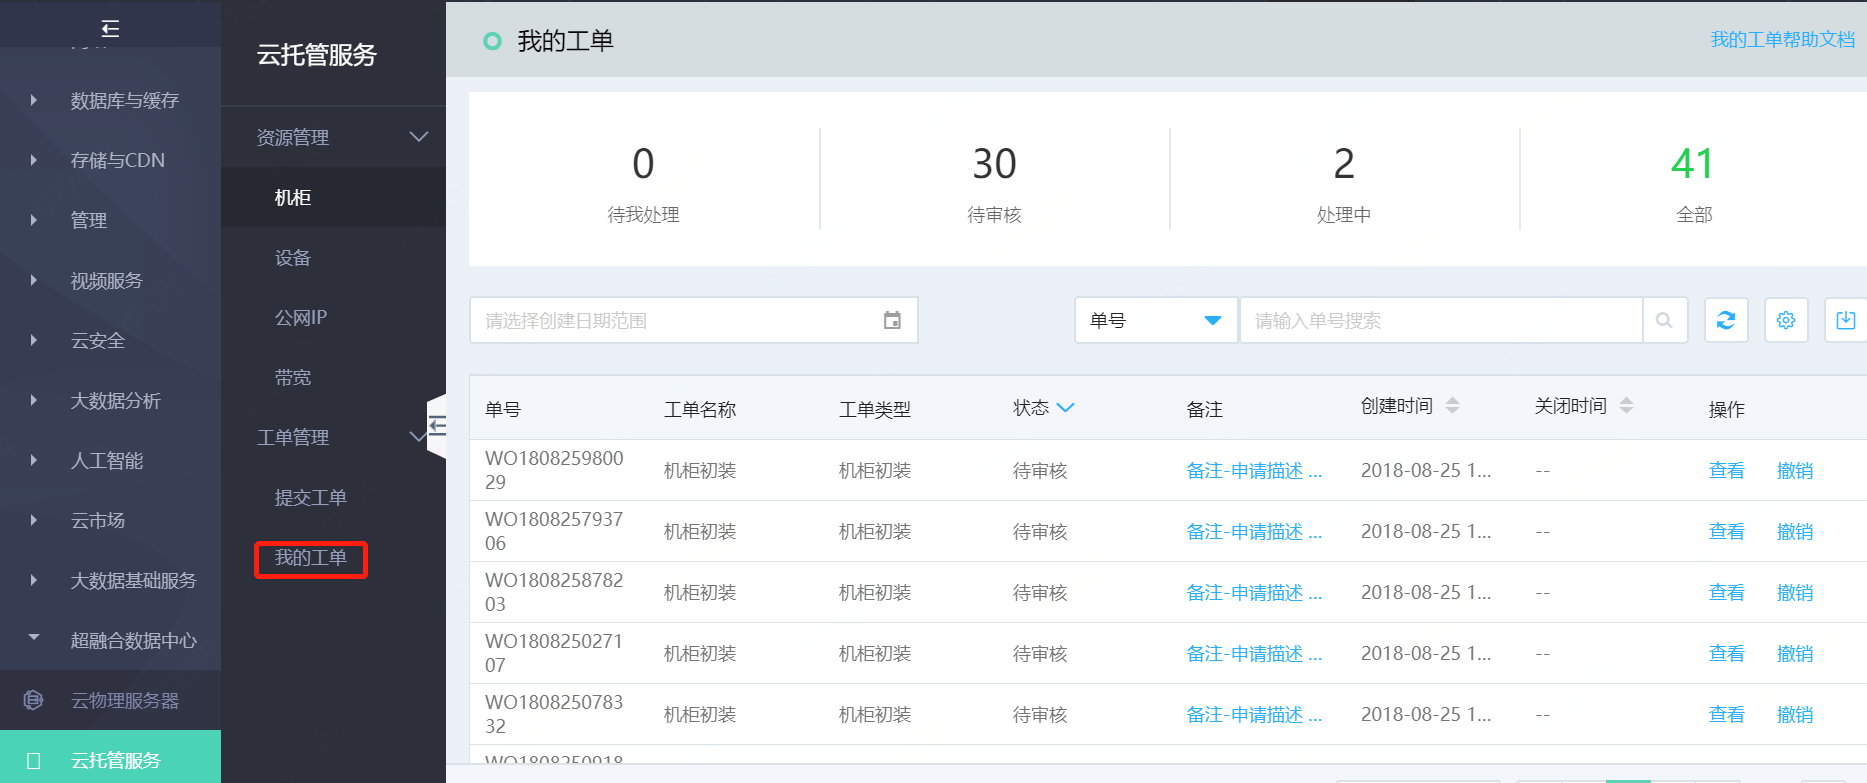 数据库与缓存
存储与CDN
管理
视频服务
云安全
大数据分析
人工智能
云市场
大数据基础服务
超融合数据中心
云物理服务器
云托管服务
云托管服务
资源管理
机柜
设备
公网IP
带宽
工单管理
提交工单
我的工单
我的工单
我的工单帮助文档
0
待我处理
30
待审核
2
处理中
41
全部
请选择创建日期范围
单号
请输入单号搜索
单号 工单名称 工单类型 状态 备注 创建时间 关闭时间 操作
WO1808259800
29
机柜初装 机柜初装 待审核 备注-申请描述 ... 2018-08-25 1... -- 查看 撤销
WO1808257937
06
机柜初装 机柜初装 待审核 备注-申请描述 ... 2018-08-25 1... -- 查看 撤销
WO1808258782
03
机柜初装 机柜初装 待审核 备注-申请描述 ... 2018-08-25 1... -- 查看 撤销
WO1808250271
07
机柜初装 机柜初装 待审核 备注-申请描述 ... 2018-08-25 1... -- 查看 撤销
WO1808250783
32
机柜初装 机柜初装 待审核 备注-申请描述 ... 2018-08-25 1... -- 查看 撤销
WO1808250918